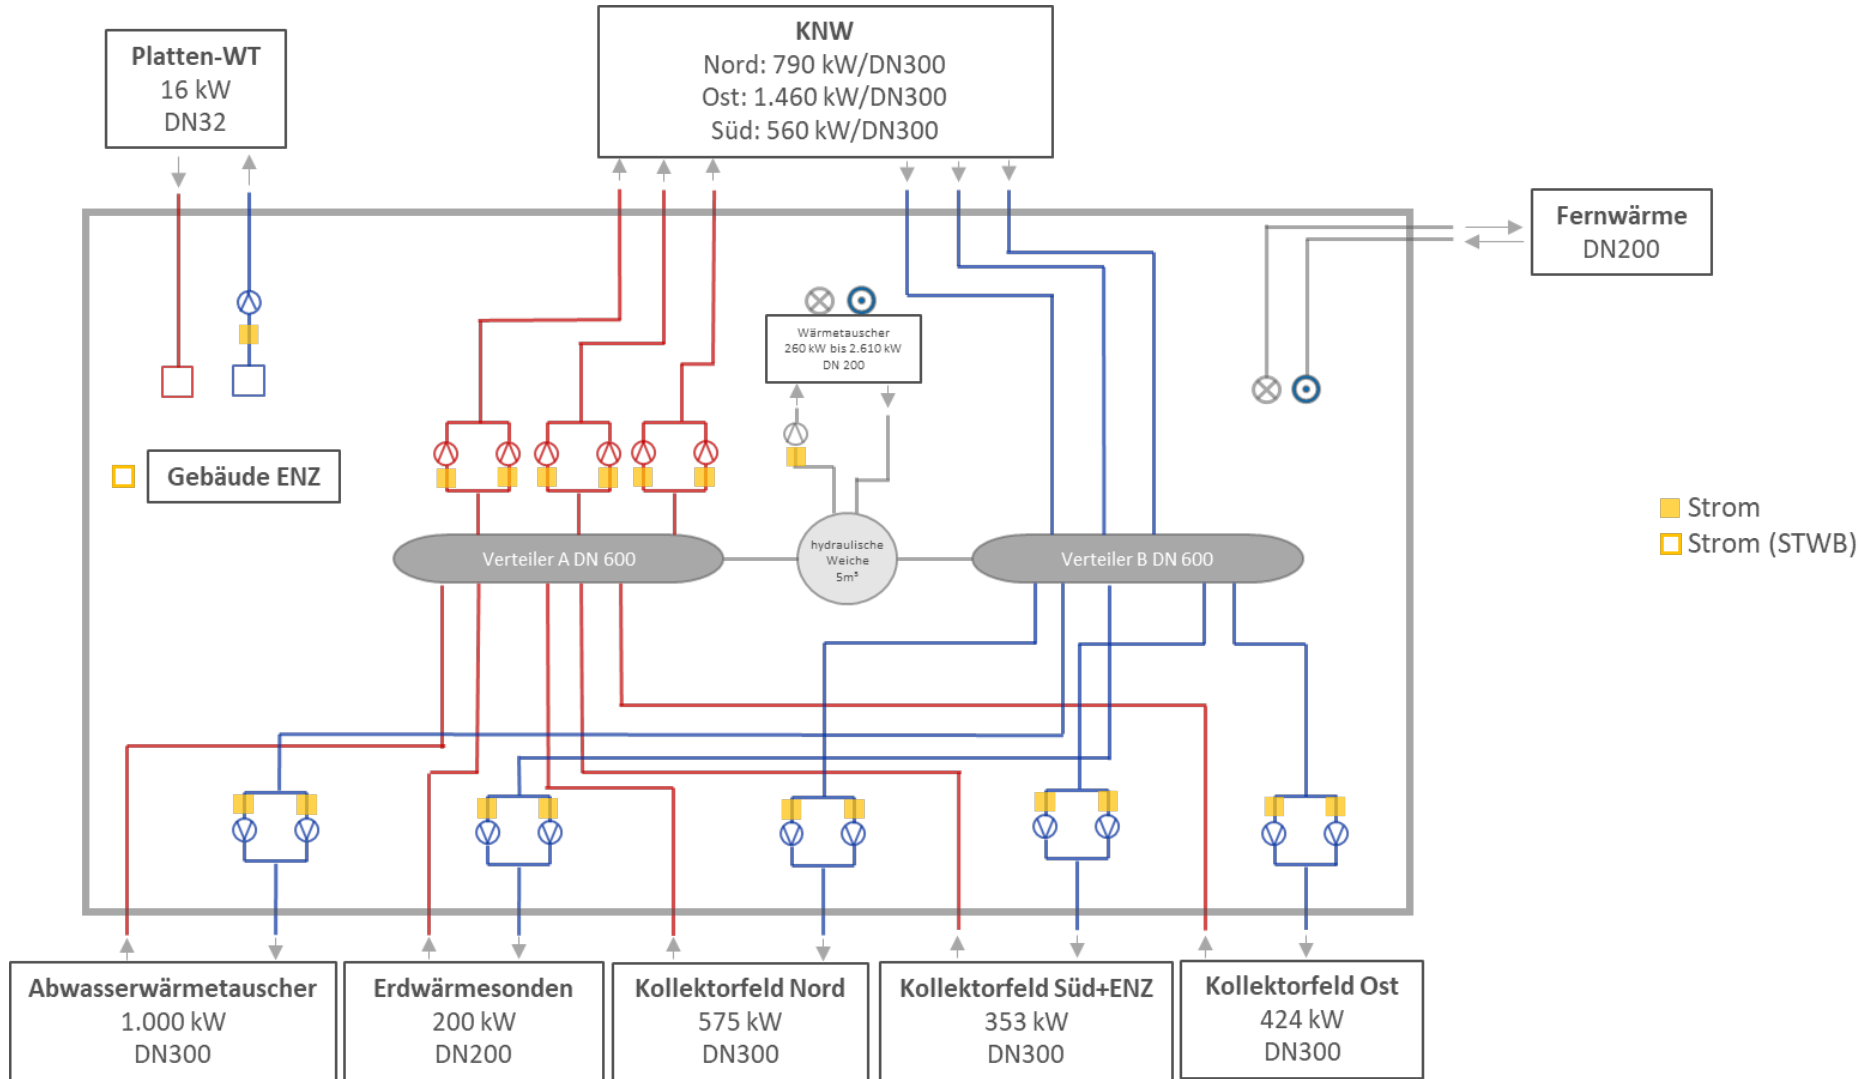 Platten-WT
16 kW
DN32
KNW
Nord: 790 kW/DN300
Ost: 1.460 kW/DN300
Süd: 560 kW/DN300
Fernwärme
DN200
Wärmetauscher
260 kW bis 2.610 kW
DN 200
Gebäude ENZ
Strom
Strom (STWB)
Verteiler A DN 600
hydraulische
Weiche
5m³
Verteiler B DN 600
Abwasserwärmetauscher
1.000 kW
DN300
Erdwärmesonden
200 kW
DN200
Kollektorfeld Nord
575 kW
DN300
Kollektorfeld Süd+ENZ
353 kW
DN300
Kollektorfeld Ost
424 kW
DN300